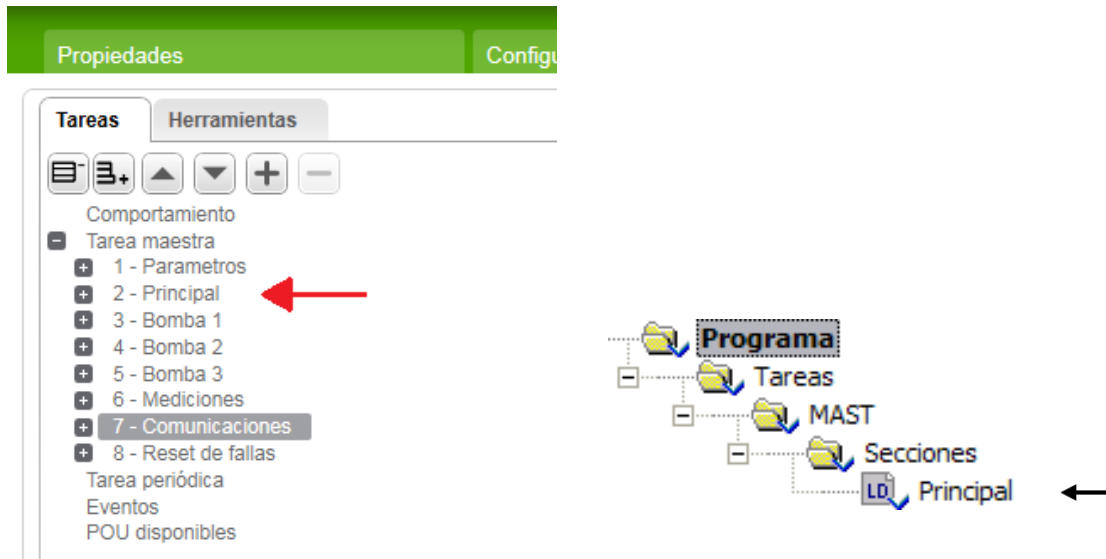 Propiedades
Configu
Tareas
Herramientas
Comportamiento
Tarea maestra
1 - Parametros
2 - Principal
3 - Bomba 1
4 - Bomba 2
5 - Bomba 3
6 - Mediciones
7 - Comunicaciones
8 - Reset de fallas
Tarea periódica
Eventos
POU disponibles
Programa
Tareas
MAST
Secciones
LD Principal